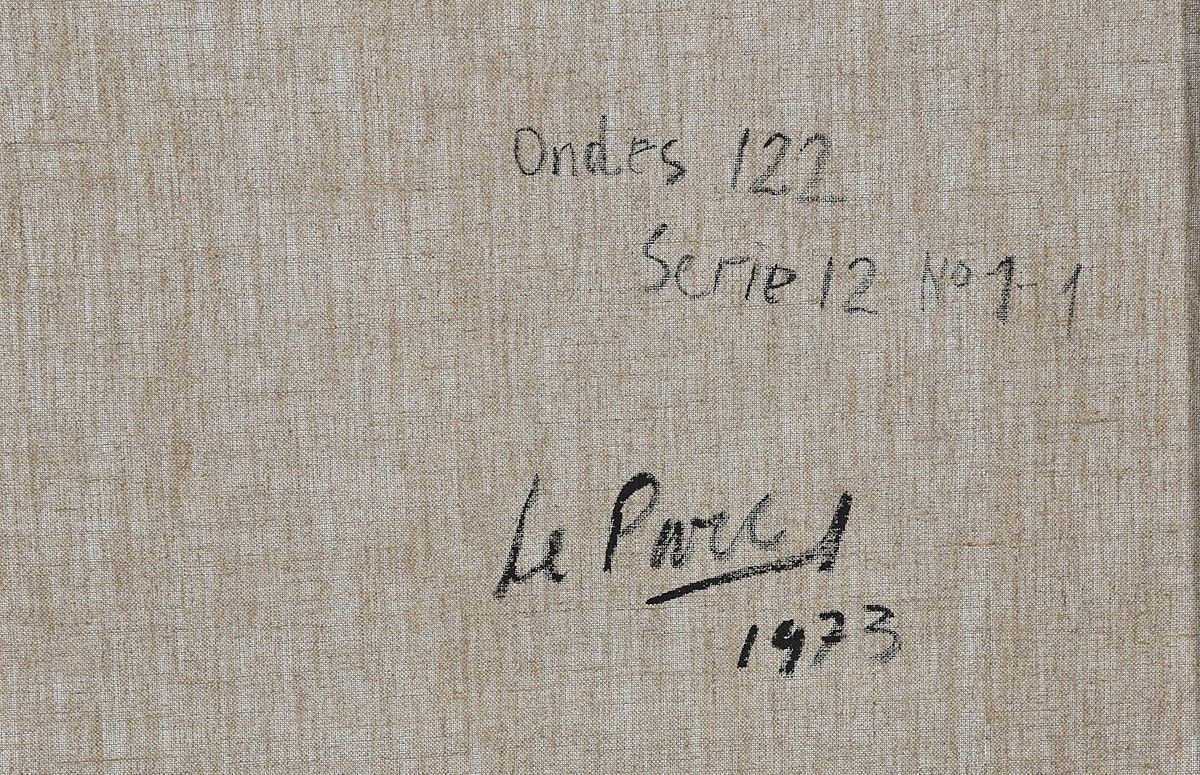 Ondes 122
Serie 12 No 1-1
Le Parc
1973